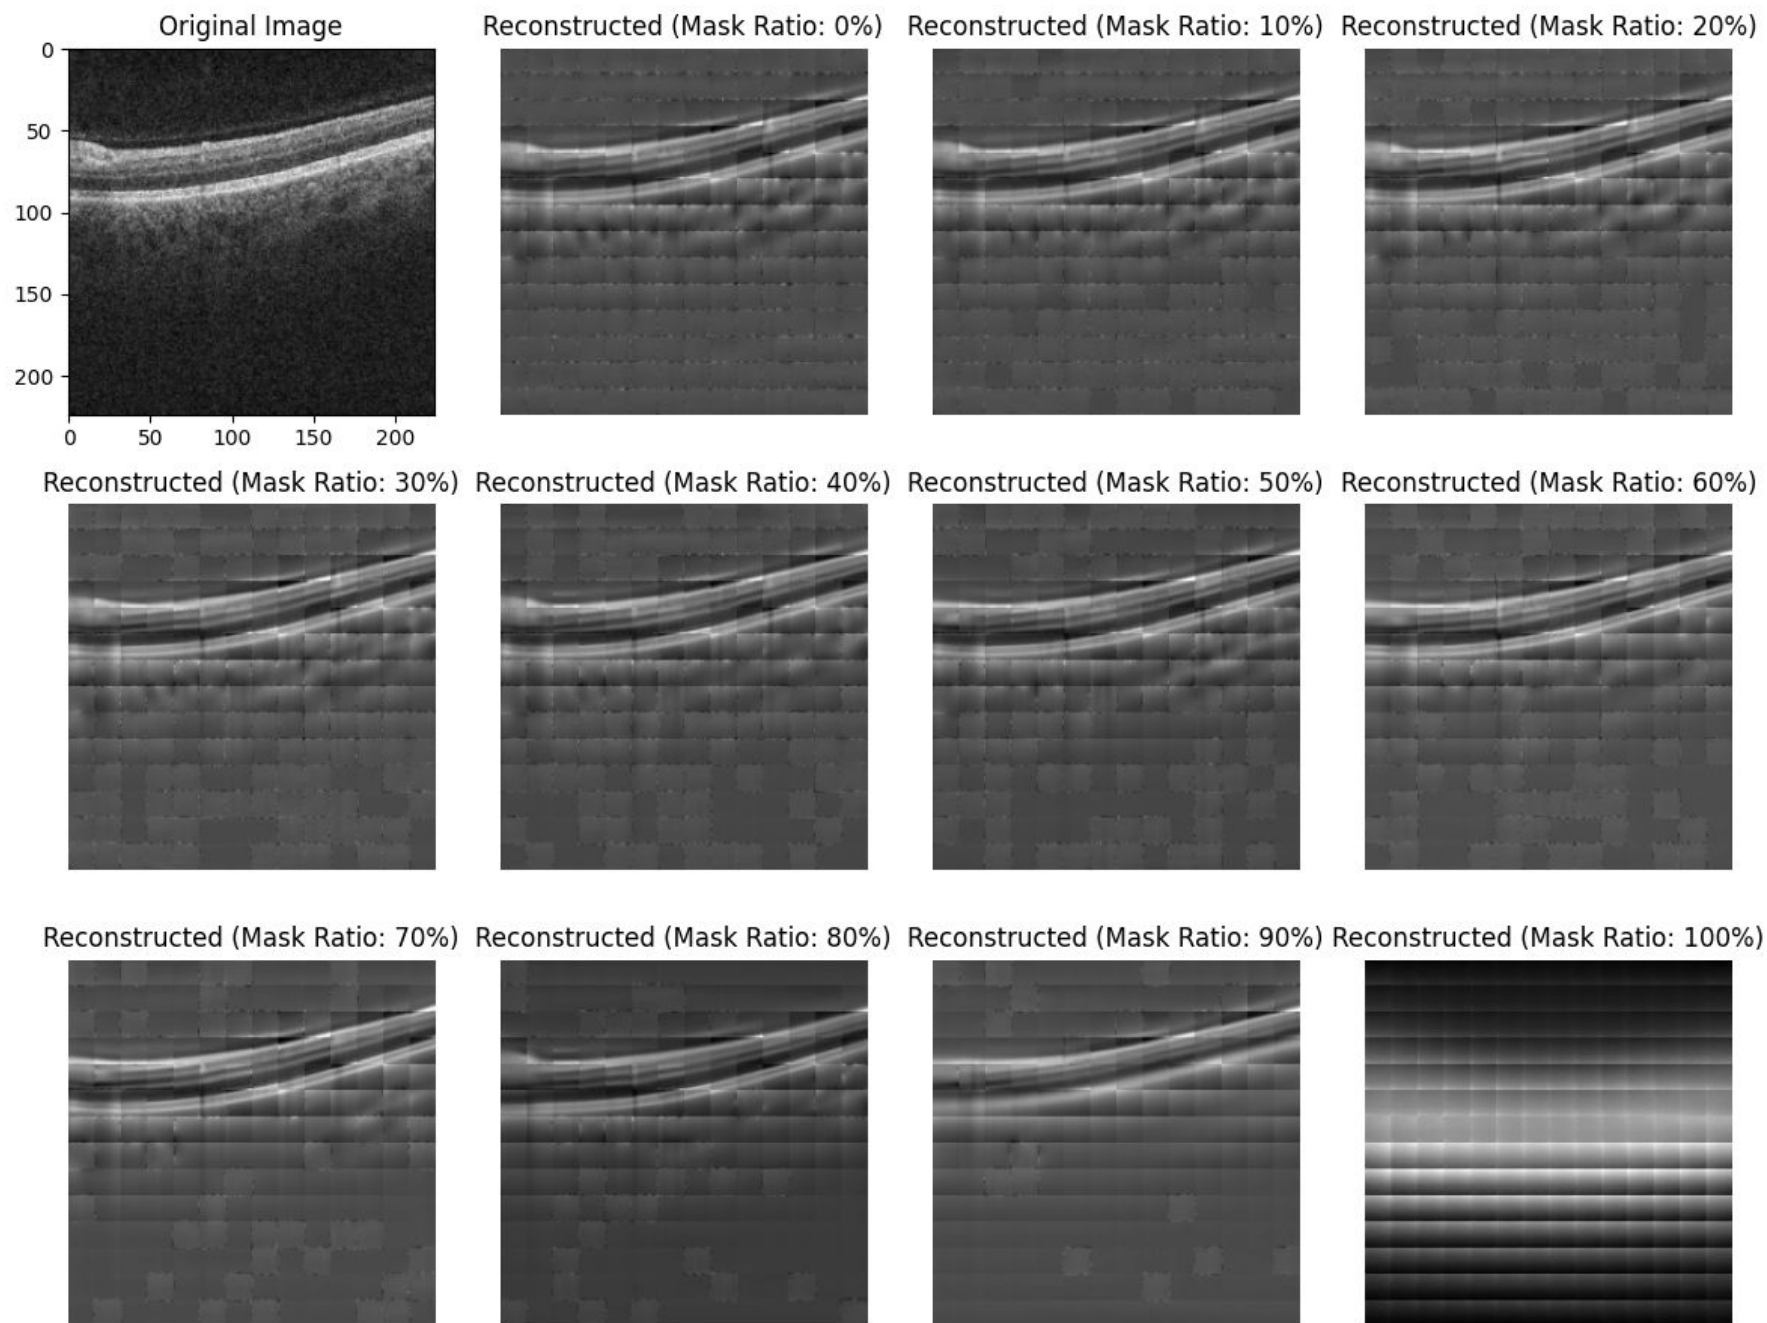 Original Image
Reconstructed (Mask Ratio: 0%)
Reconstructed (Mask Ratio: 10%)
Reconstructed (Mask Ratio: 20%)
0
50
100
150
200
0 50 100 150 200
Reconstructed (Mask Ratio: 30%)
Reconstructed (Mask Ratio: 40%)
Reconstructed (Mask Ratio: 50%)
Reconstructed (Mask Ratio: 60%)
Reconstructed (Mask Ratio: 70%)
Reconstructed (Mask Ratio: 80%)
Reconstructed (Mask Ratio: 90%)
Reconstructed (Mask Ratio: 100%)